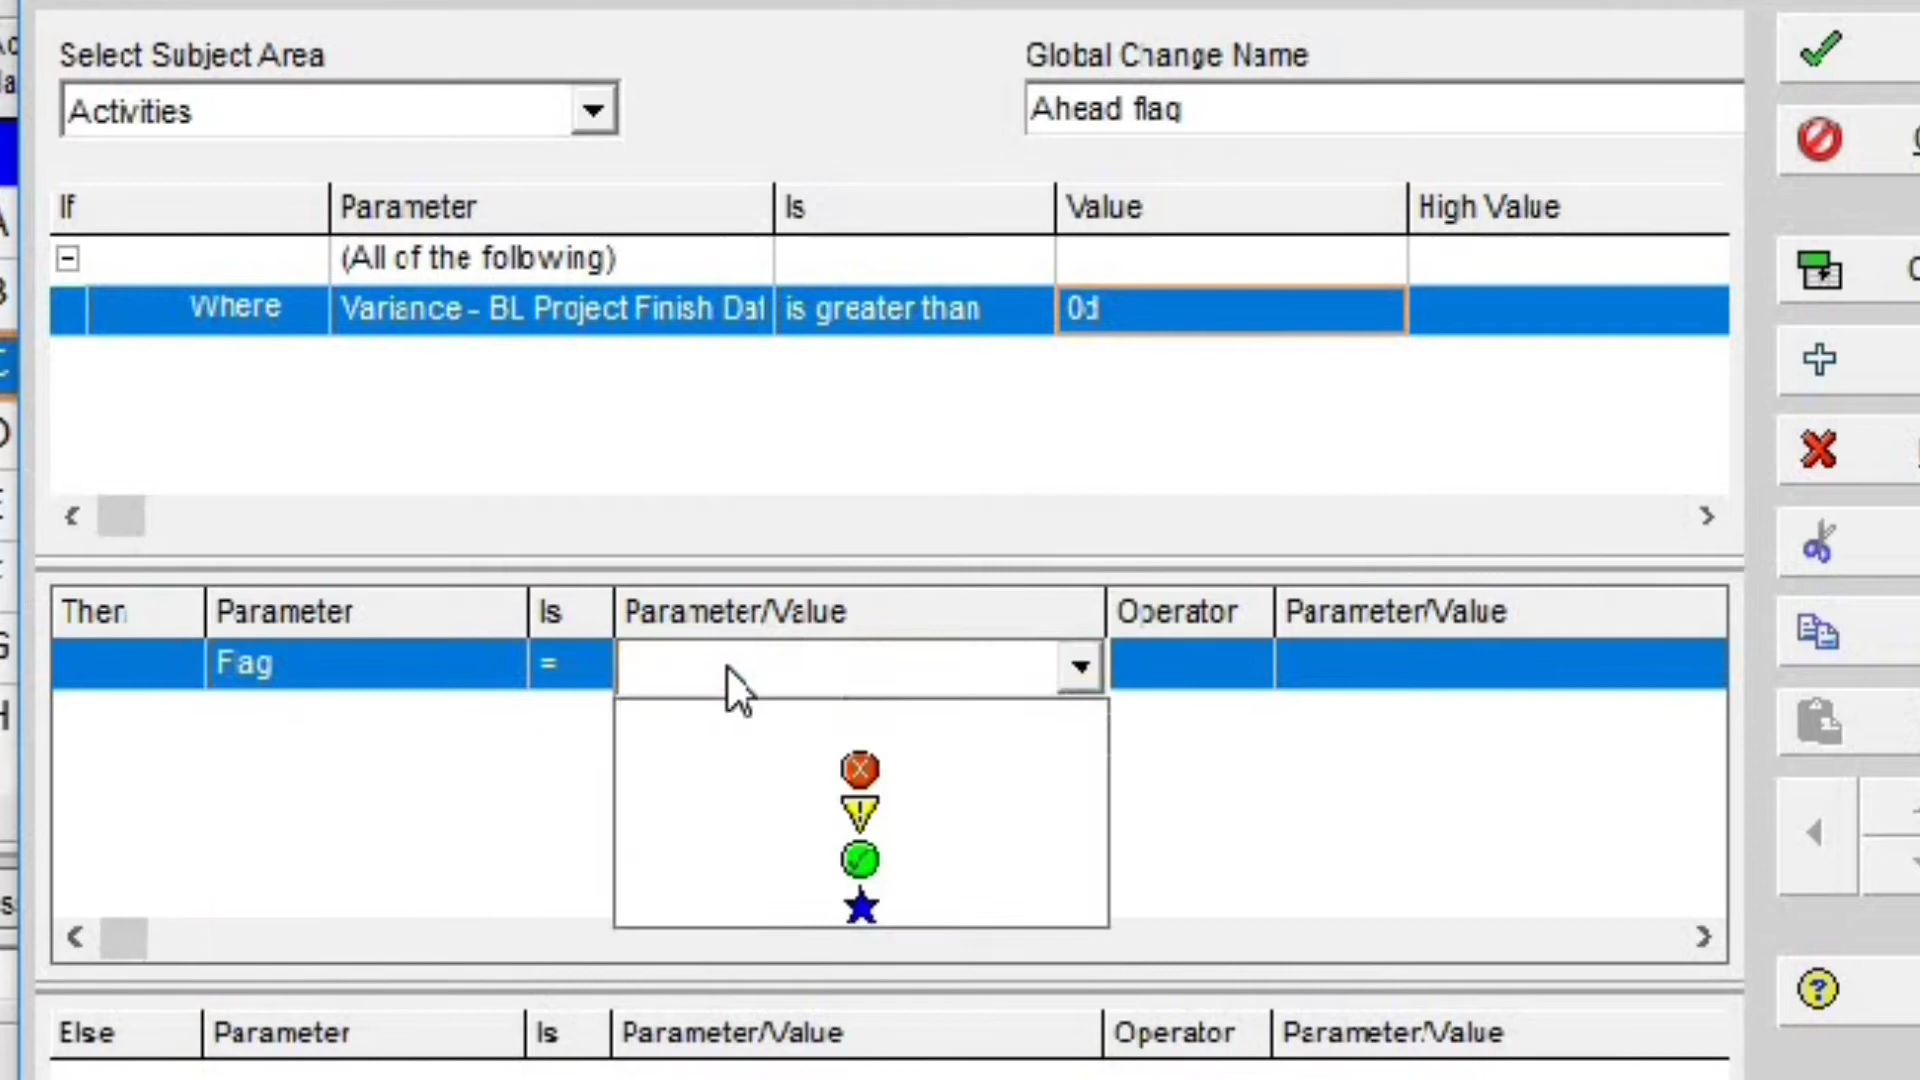 Select Subject Area
Global Change Name
Activities
Ahead flag
If Parameter Is Value High Value
(All of the following)
Where Variance - BL Project Finish Dat is greater than 0d
Then Parameter Is Parameter/Value Operator Parameter/Value
Flag =
Else Parameter Is Parameter/Value Operator Parameter/Value